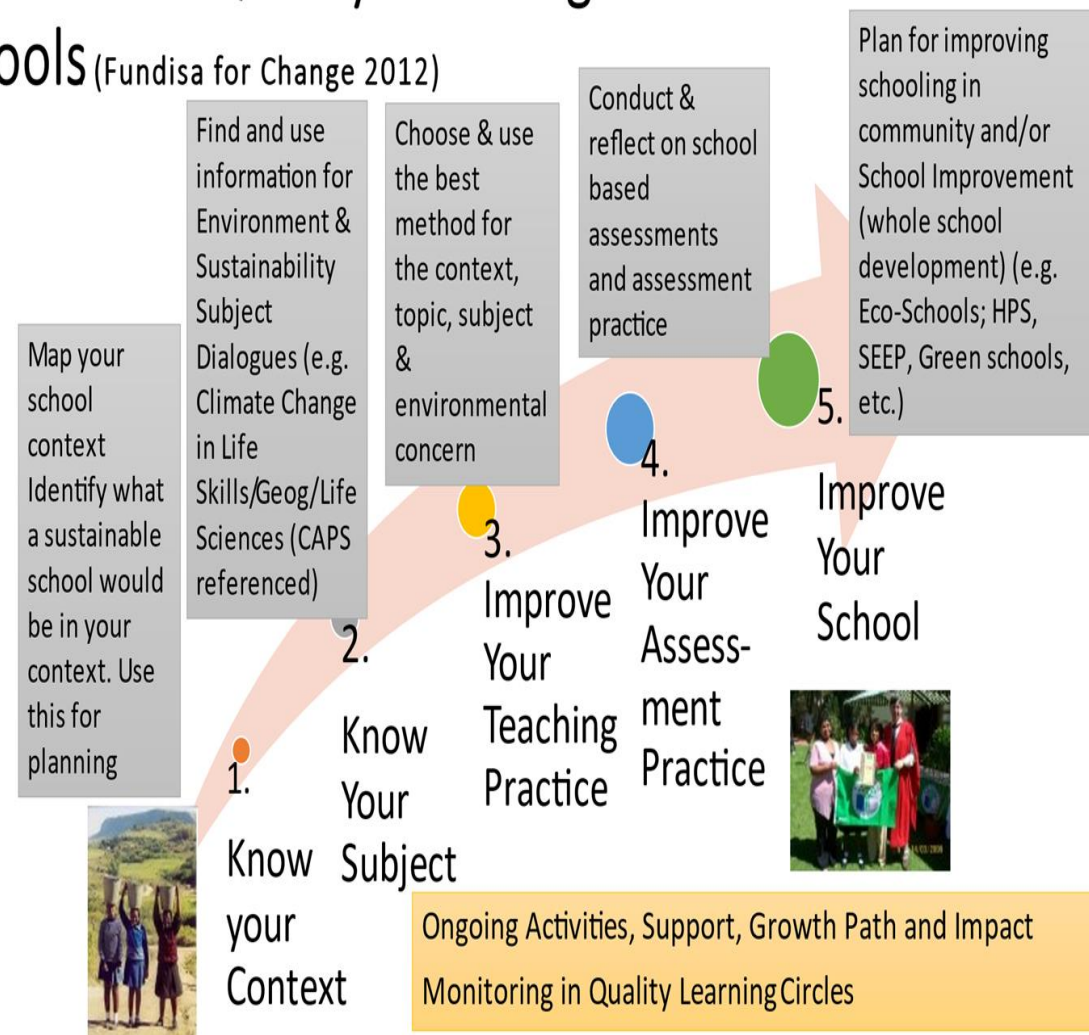 ools (Fundisa for Change 2012)
Map your
school
context
Identify what
a sustainable
school would
be in your
context. Use
this for
planning
Find and use
information for
Environment &
Sustainability
Subject
Dialogues (e.g.
Climate Change
in Life
Skills/Geog/Life
Sciences (CAPS
referenced)
Choose & use
the best
method for
the context,
topic, subject
&
environmental
concern
Conduct &
reflect on school
based
assessments
and assessment
practice
Plan for improving
schooling in
community and/or
School Improvement
(whole school
development) (e.g.
Eco-Schools; HPS,
SEEP, Green schools,
etc.)
1.
Know
your
Context
2.
Know
Your
Subject
3.
Improve
Your
Teaching
Practice
4.
Improve
Your
Assess-
ment
Practice
5.
Improve
Your
School
Ongoing Activities, Support, Growth Path and Impact
Monitoring in Quality Learning Circles